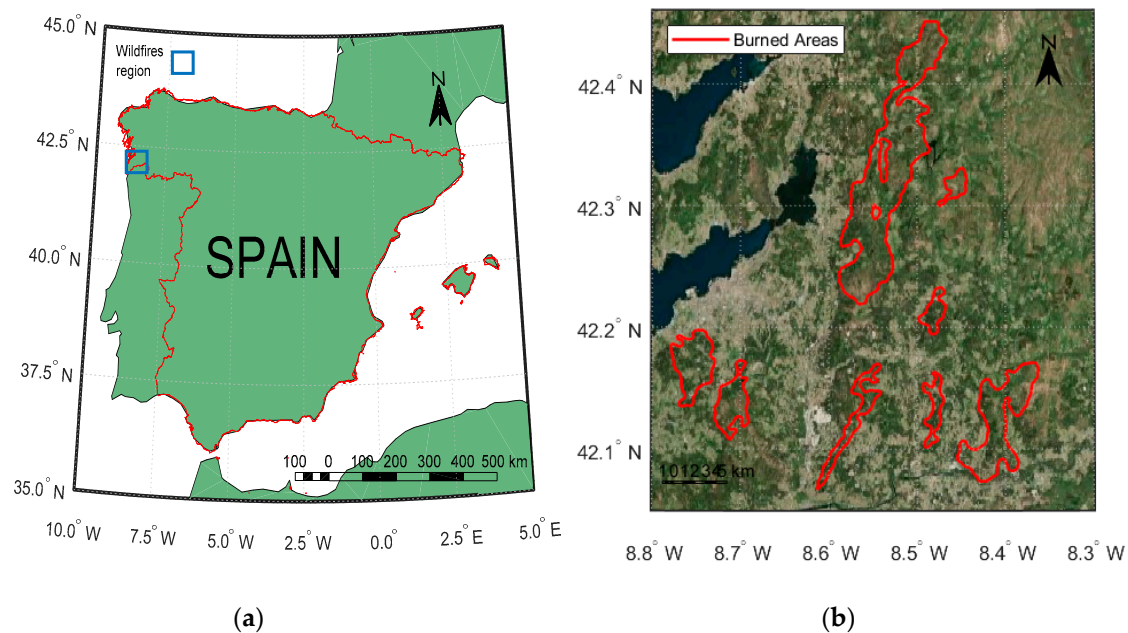 45.0° N
Wildfires
region
N
42.5° N
40.0° N
SPAIN
37.5° N
100 0 100 200 300 400 500 km
35.0° N
10.0° W 7.5° W 5.0° W 2.5° W 0.0° 2.5° E 5.0° E
(a)
Burned Areas
N
42.4° N
42.3° N
42.2° N
42.1° N
1012345 km
8.8° W 8.7° W 8.6° W 8.5° W 8.4° W 8.3° W
(b)